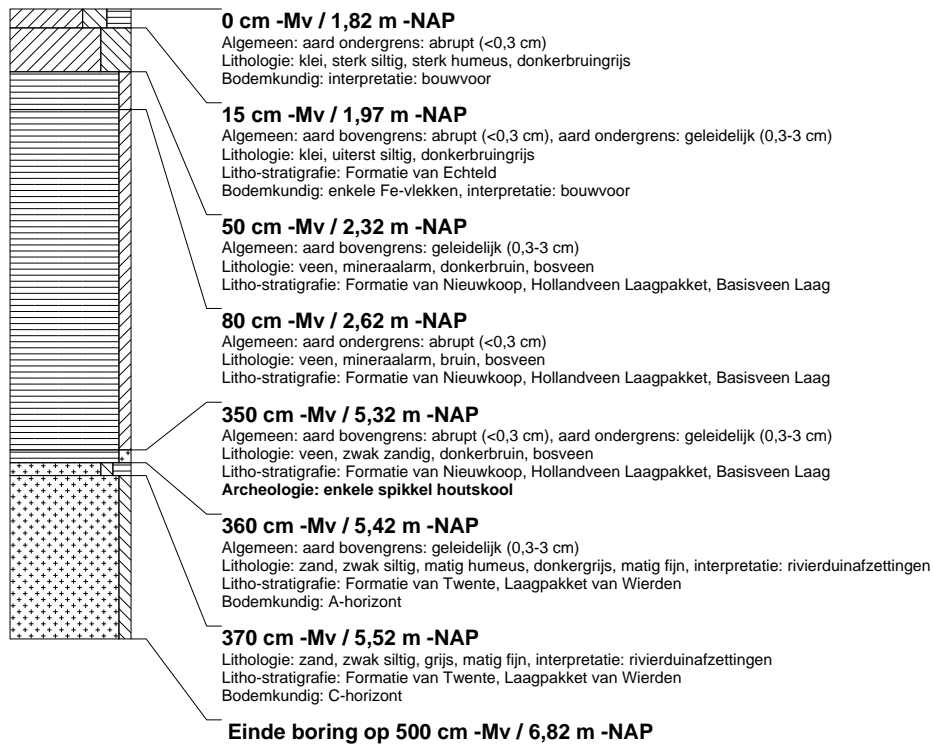 0 cm -Mv / 1,82 m -NAP
Algemeen: aard ondergrens: abrupt (<0,3 cm)
Lithologie: klei, sterk siltig, sterk humeus, donkerbruingrijs
Bodemkundig: interpretatie: bouwvoor
15 cm -Mv / 1,97 m -NAP
Algemeen: aard bovengrens: abrupt (<0,3 cm), aard ondergrens: geleidelijk (0,3-3 cm)
Lithologie: klei, uiterst siltig, donkerbruingrijs
Litho-stratigrafie: Formatie van Echteld
Bodemkundig: enkele Fe-vlekken, interpretatie: bouwvoor
50 cm -Mv / 2,32 m -NAP
Algemeen: aard bovengrens: geleidelijk (0,3-3 cm)
Lithologie: veen, mineraalarm, donkerbruin, bosveen
Litho-stratigrafie: Formatie van Nieuwkoop, Hollandveen Laagpakket, Basisveen Laag
80 cm -Mv / 2,62 m -NAP
Algemeen: aard ondergrens: abrupt (<0,3 cm)
Lithologie: veen, mineraalarm, bruin, bosveen
Litho-stratigrafie: Formatie van Nieuwkoop, Hollandveen Laagpakket, Basisveen Laag
350 cm -Mv / 5,32 m -NAP
Algemeen: aard bovengrens: abrupt (<0,3 cm), aard ondergrens: geleidelijk (0,3-3 cm)
Lithologie: veen, zwak zandig, donkerbruin, bosveen
Litho-stratigrafie: Formatie van Nieuwkoop, Hollandveen Laagpakket, Basisveen Laag
Archeologie: enkele spikkel houtskool
360 cm -Mv / 5,42 m -NAP
Algemeen: aard bovengrens: geleidelijk (0,3-3 cm)
Lithologie: zand, zwak siltig, matig humeus, donkergrijs, matig fijn, interpretatie: rivierduinafzettingen
Litho-stratigrafie: Formatie van Twente, Laagpakket van Wierden
Bodemkundig: A-horizont
370 cm -Mv / 5,52 m -NAP
Lithologie: zand, zwak siltig, grijs, matig fijn, interpretatie: rivierduinafzettingen
Litho-stratigrafie: Formatie van Twente, Laagpakket van Wierden
Bodemkundig: C-horizont
Einde boring op 500 cm -Mv / 6,82 m -NAP